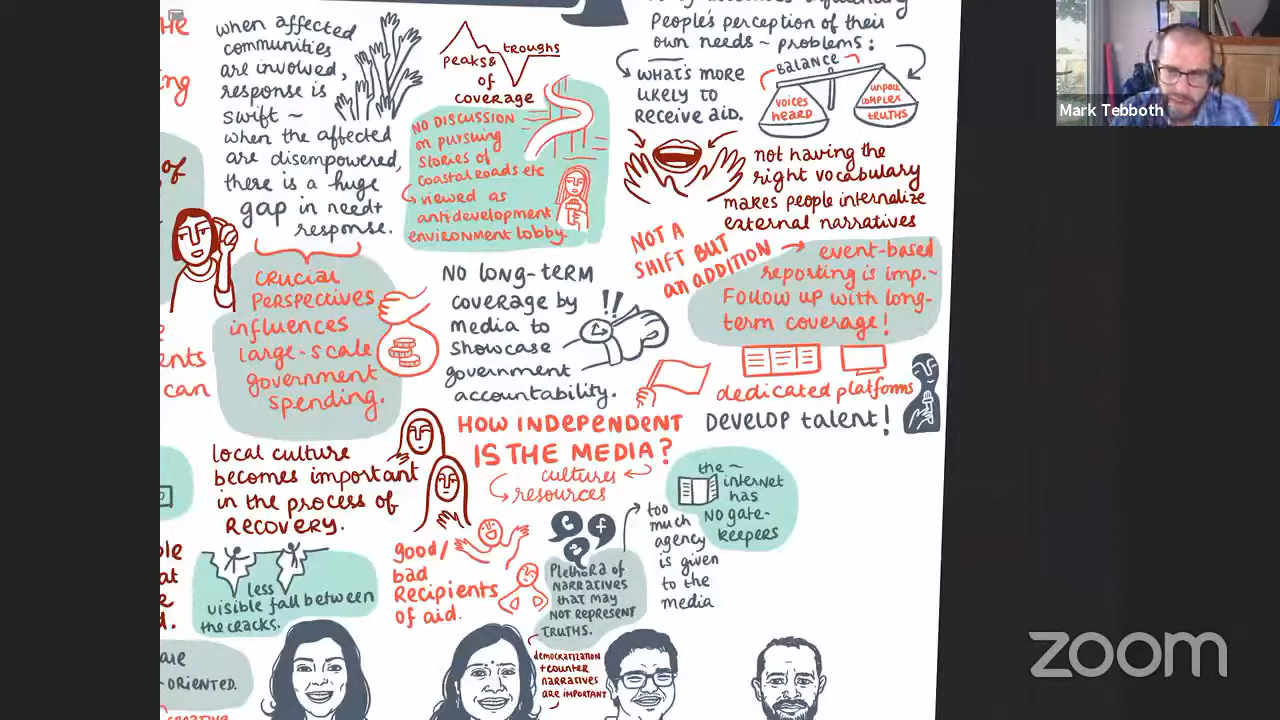 when affected
communities
are involved,
response is
swift ~
when the affected
are disempowered,
there is a huge
gap in need+
response.
CRUCIAL
PERSPECTIVES
influences
large-scale
government
spending.
peaks &
troughs
of
coverage
NO DISCUSSION
on pursuing
stories of
coastal roads etc
viewed as
anti-development
environment lobby.
NO LONG-TERM
coverage by
media to
showcase
government
accountability.
People's perception of their
own needs ~ problems:
WHAT'S MORE
LIKELY TO
RECEIVE AID.
BALANCE
voices
heard
unpack
complex
truths
not having the
right vocabulary
makes people internalize
external narratives
NOT A
SHIFT BUT
an ADDITION
event-based
reporting is imp.~
Follow up with long-
term coverage!
dedicated platforms
DEVELOP talent!
HOW INDEPENDENT
IS THE MEDIA?
cultures
resources
local culture
becomes important
in the process of
RECOVERY.
less
visible fall between
the cracks.
good/
bad
Recipients
of aid.
Plethora of
narratives
that may
NOT REPRESENT
TRUTHS.
democratization
+ counter
narratives
are important
too
much
agency
is given
to the
media
the ~
internet
has
NO gate-
keepers
ents
can
of
ARE
-ORIENTED.
creative
Mark Tebboth
zoom